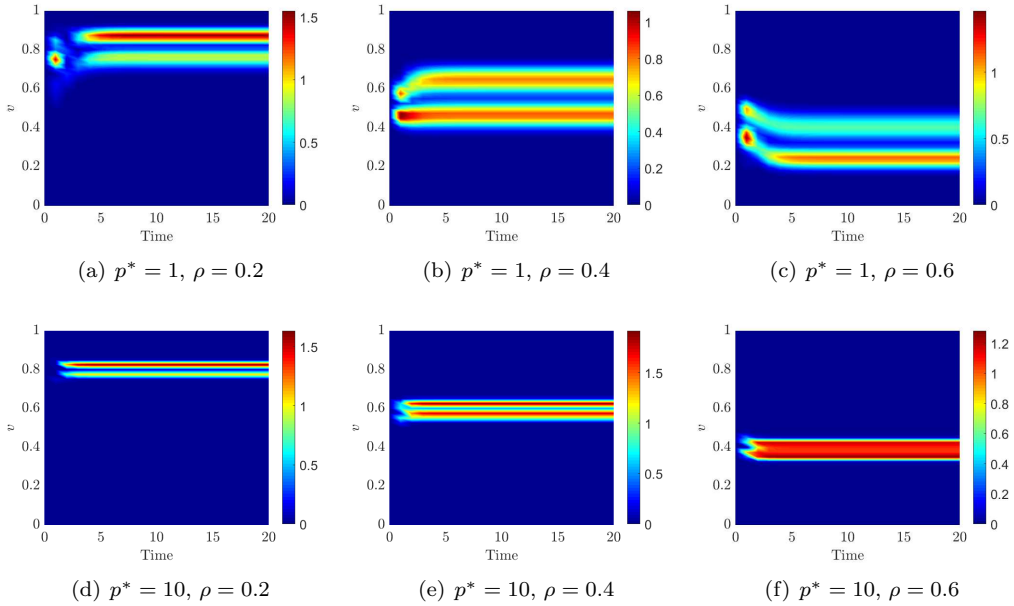 1
0.8
0.6
0.4
0.2
0
v
0 5 10 15 20
Time
1.5
1
0.5
0
(a) p* = 1, ρ = 0.2
1
0.8
0.6
0.4
0.2
0
v
0 5 10 15 20
Time
1
0.8
0.6
0.4
0.2
0
(b) p* = 1, ρ = 0.4
1
0.8
0.6
0.4
0.2
0
v
0 5 10 15 20
Time
1
0.5
0
(c) p* = 1, ρ = 0.6
1
0.8
0.6
0.4
0.2
0
v
0 5 10 15 20
Time
1.5
1
0.5
0
(d) p* = 10, ρ = 0.2
1
0.8
0.6
0.4
0.2
0
v
0 5 10 15 20
Time
1.5
1
0.5
0
(e) p* = 10, ρ = 0.4
1
0.8
0.6
0.4
0.2
0
v
0 5 10 15 20
Time
1.2
1
0.8
0.6
0.4
0.2
0
(f) p* = 10, ρ = 0.6